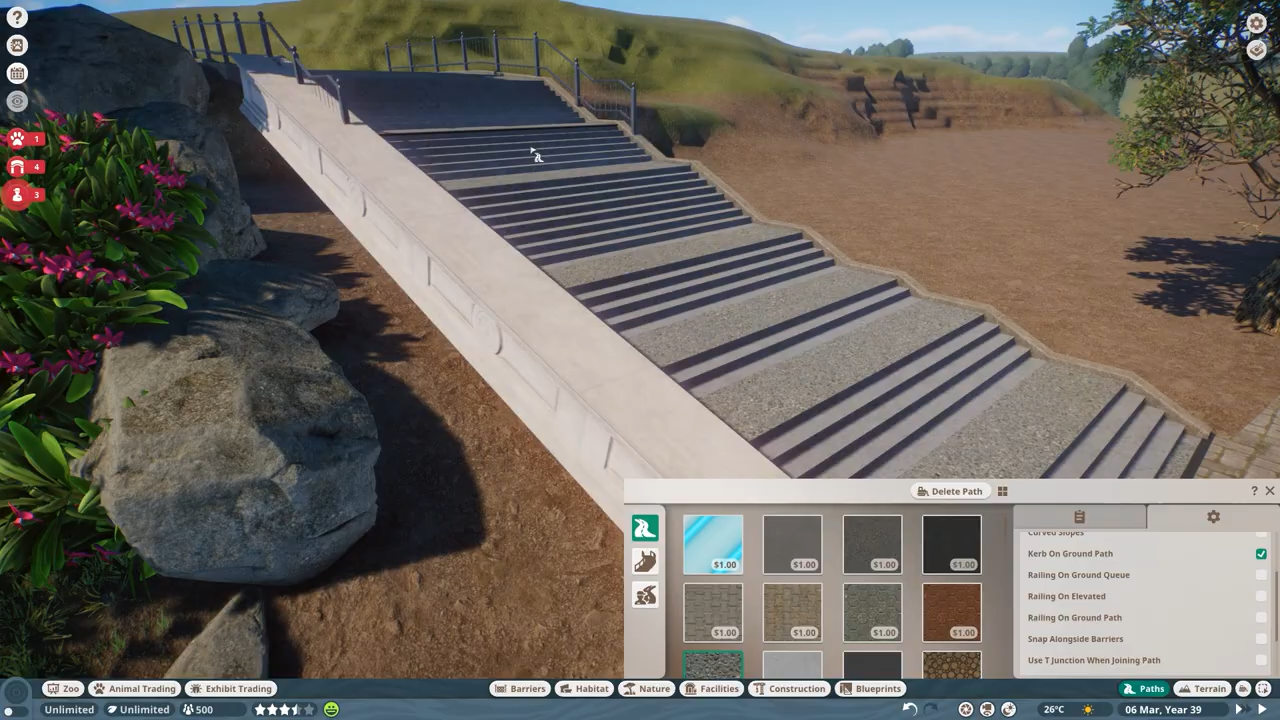 ?
1
4
3
Delete Path
?
$1.00 $1.00 $1.00 $1.00
$1.00 $1.00 $1.00 $1.00
Kerb On Ground Path
Railing On Ground Queue
Railing On Elevated
Railing On Ground Path
Snap Alongside Barriers
Use T Junction When Joining Path
Zoo Animal Trading Exhibit Trading Barriers Habitat Nature Facilities Construction Blueprints Paths Terrain
Unlimited Unlimited 500 26°C 06 Mar, Year 39